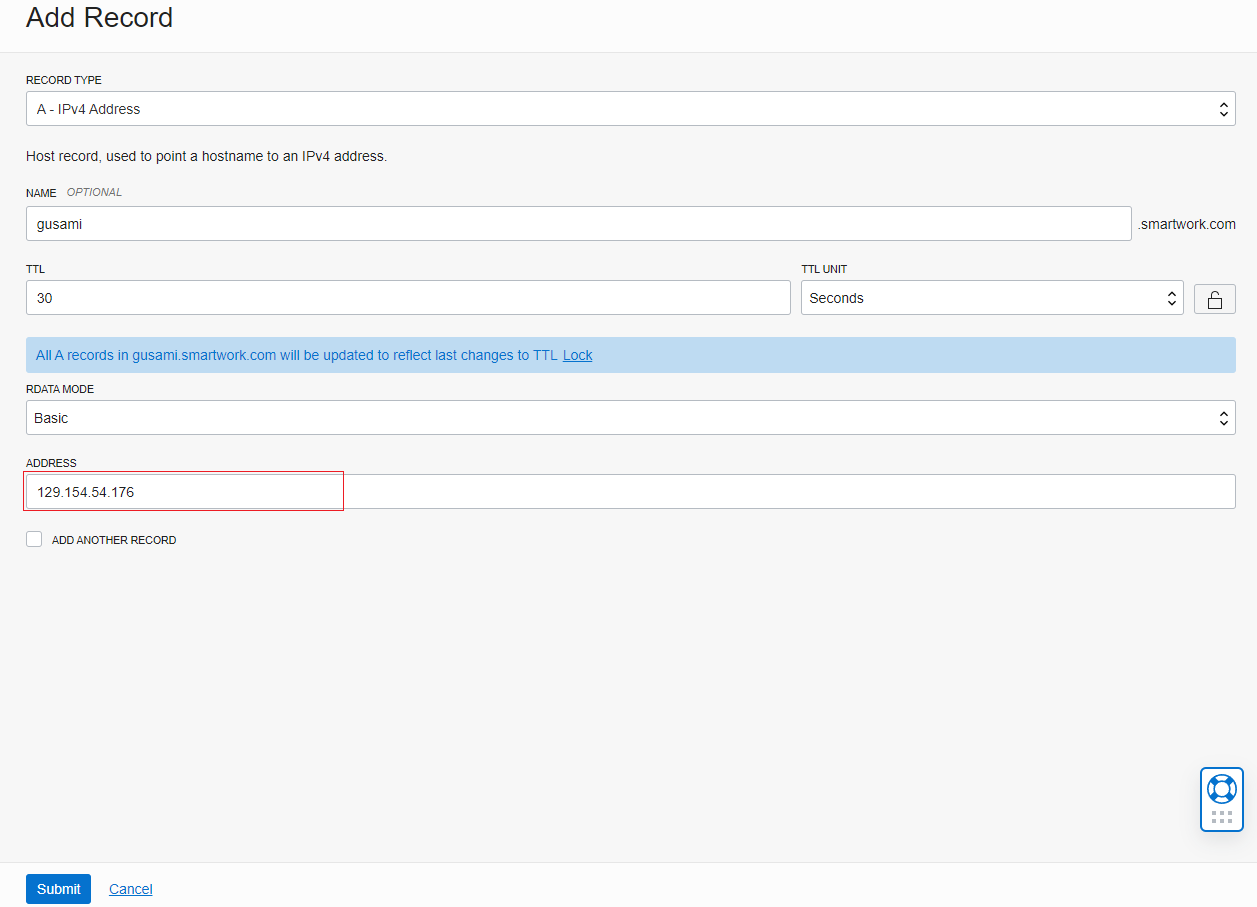 Add Record
RECORD TYPE
A - IPv4 Address
Host record, used to point a hostname to an IPv4 address.
NAME OPTIONAL
gusami .smartwork.com
TTL TTL UNIT
30 Seconds
All A records in gusami.smartwork.com will be updated to reflect last changes to TTL Lock
RDATA MODE
Basic
ADDRESS
129.154.54.176
ADD ANOTHER RECORD
Submit Cancel